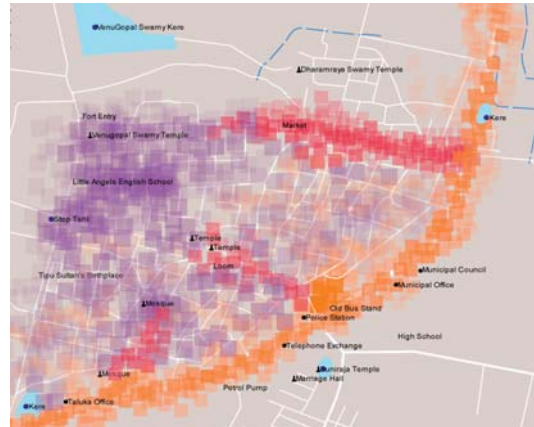 VenuGopal Swamy Kere
Dharamraya Swamy Temple
Fort Entry
Kere
Market
Venugopal Swamy Temple
Little Angels English School
Step Tank
Temple
Temple
Tipu Sultan's Birthplace
Loom
Municipal Council
Municipal Office
Mosque
Old Bus Stand
Police Station
High School
Telephone Exchange
Muniraja Temple
Mosque
Marriage Hall
Petrol Pump
Kere
Taluka Office